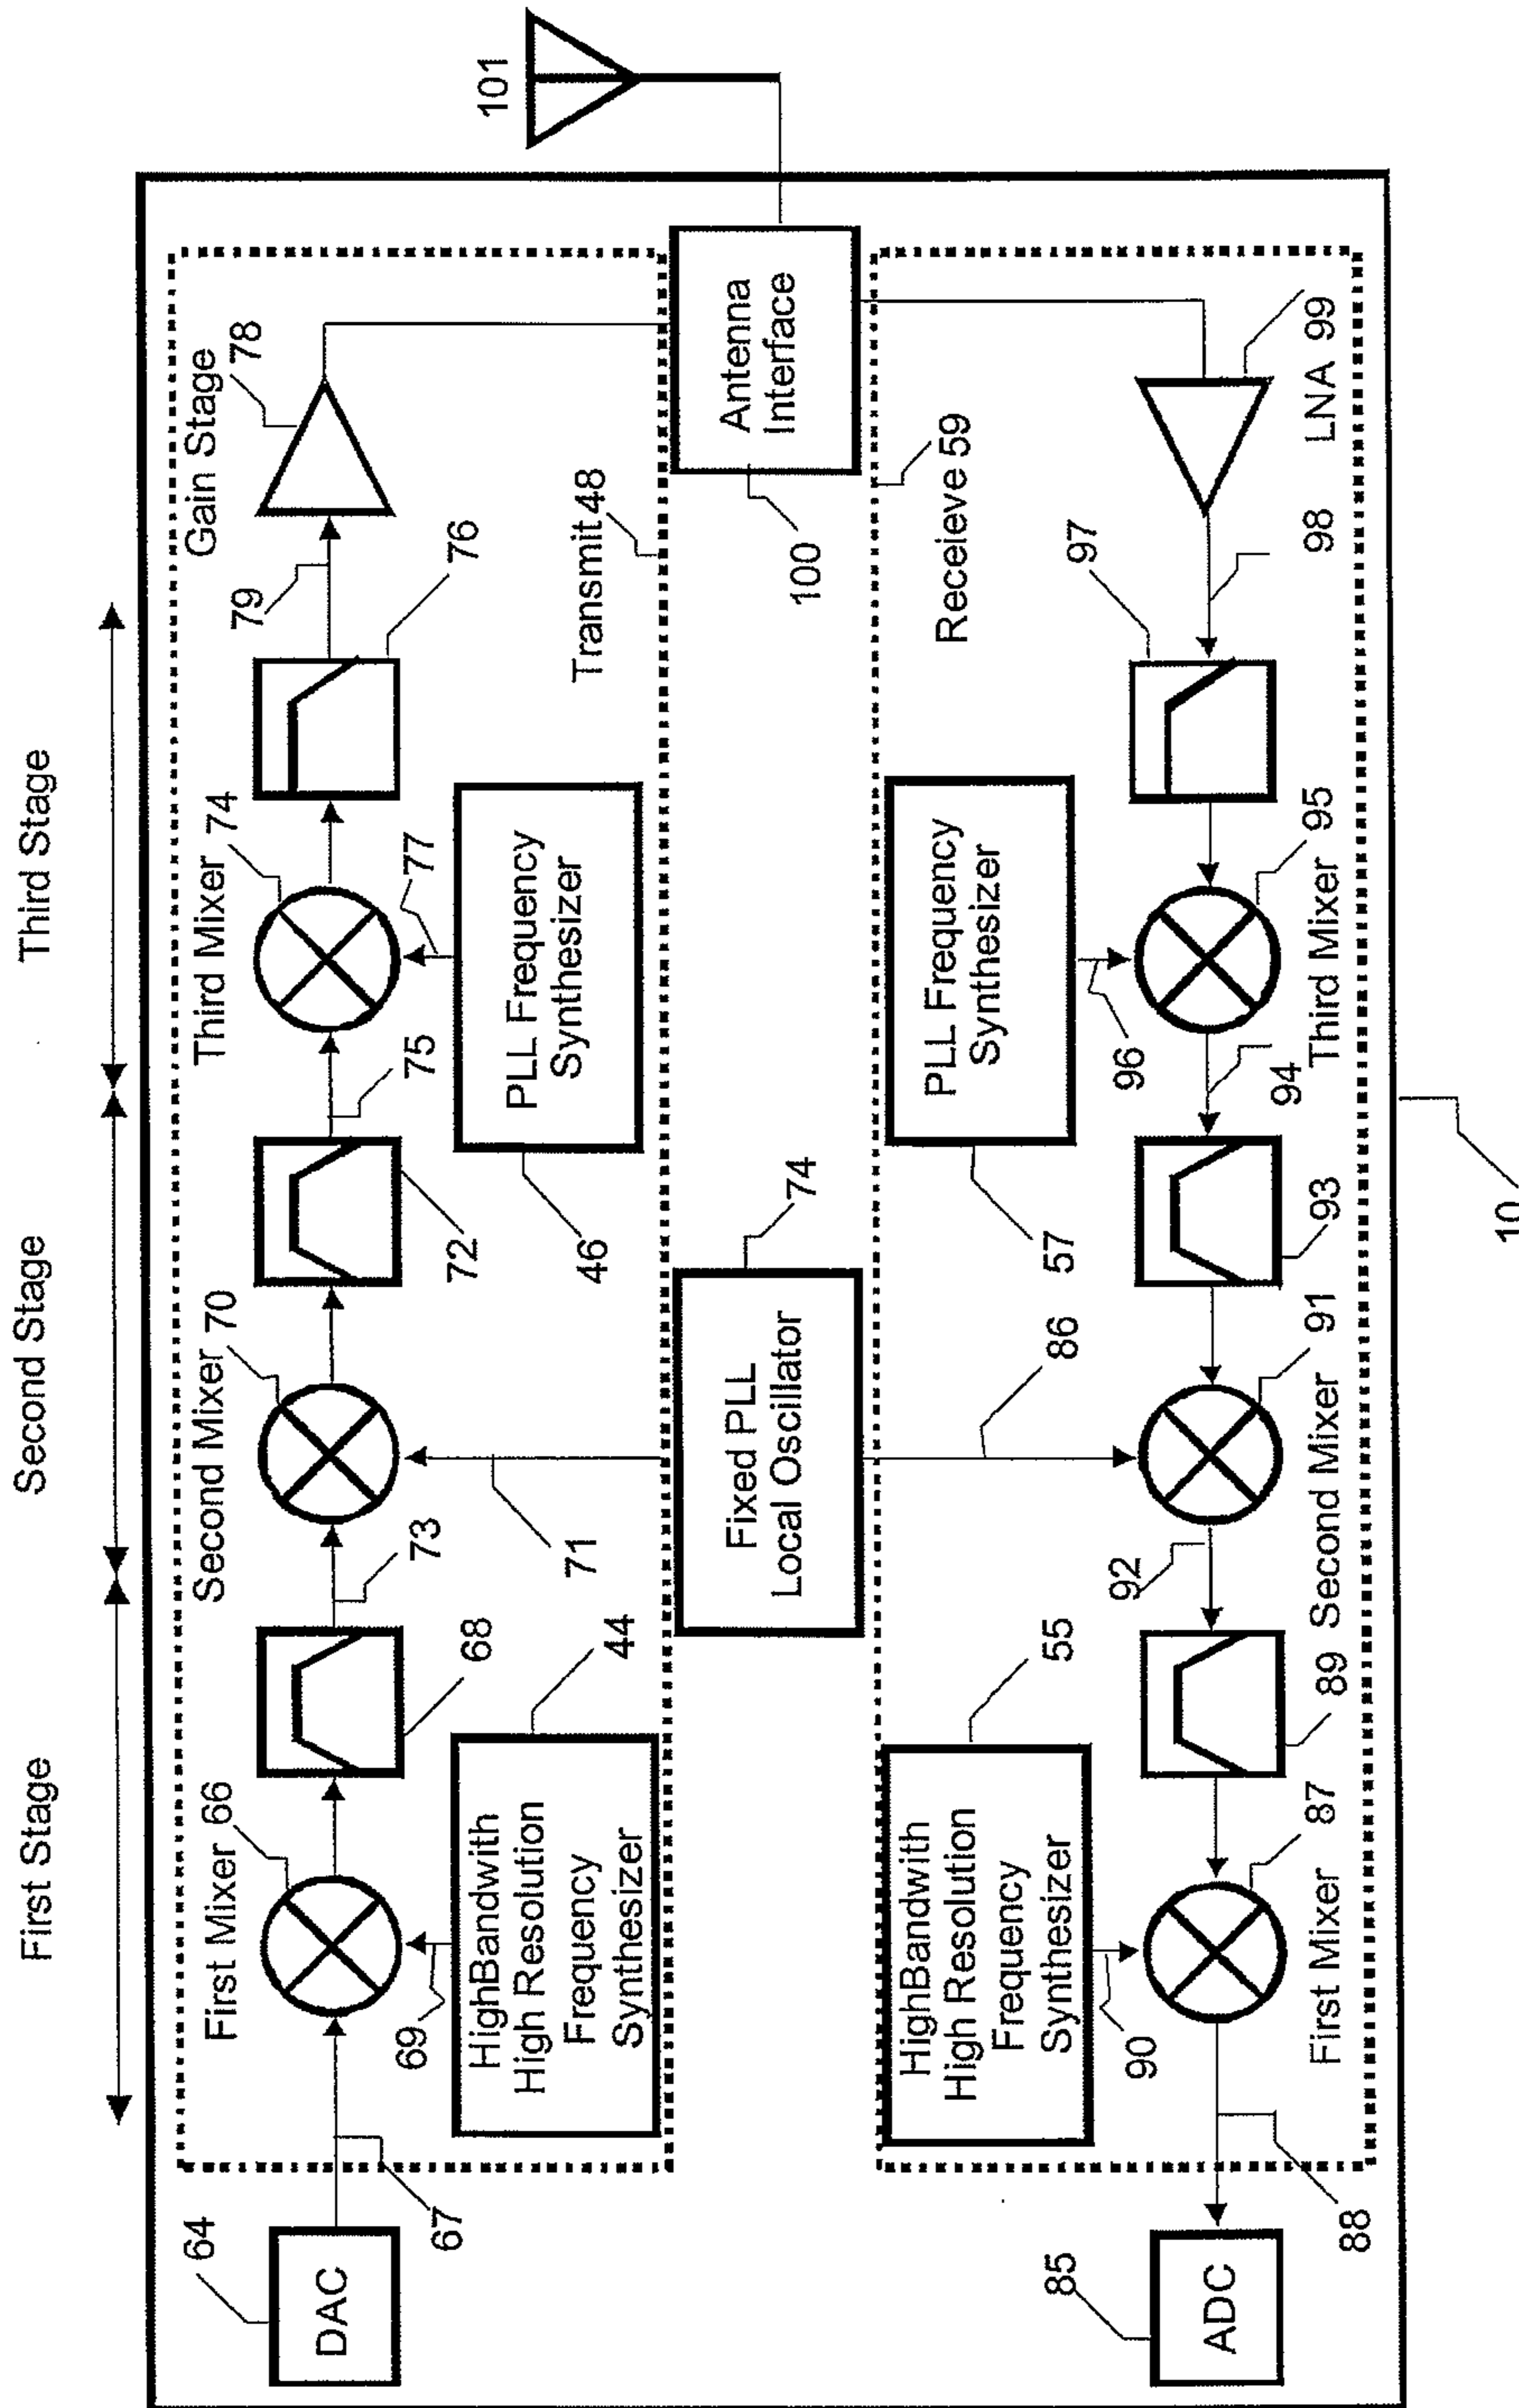 First Stage
Second Stage
Third Stage
64
DAC
67
First Mixer 66
69
HighBandwith
High Resolution
Frequency
Synthesizer
44
68
73
Second Mixer 70
71
72
75
Third Mixer 74
77
PLL Frequency
Synthesizer
46
76
79
Gain Stage
78
Transmit 48
Fixed PLL
Local Oscillator
74
86
Antenna
Interface
100
101
Receieve 59
85
ADC
88
First Mixer
87
90
HighBandwith
High Resolution
Frequency
Synthesizer
55
89
92
Second Mixer
91
93
94
Third Mixer
95
96
PLL Frequency
Synthesizer
57
97
98
LNA 99
10